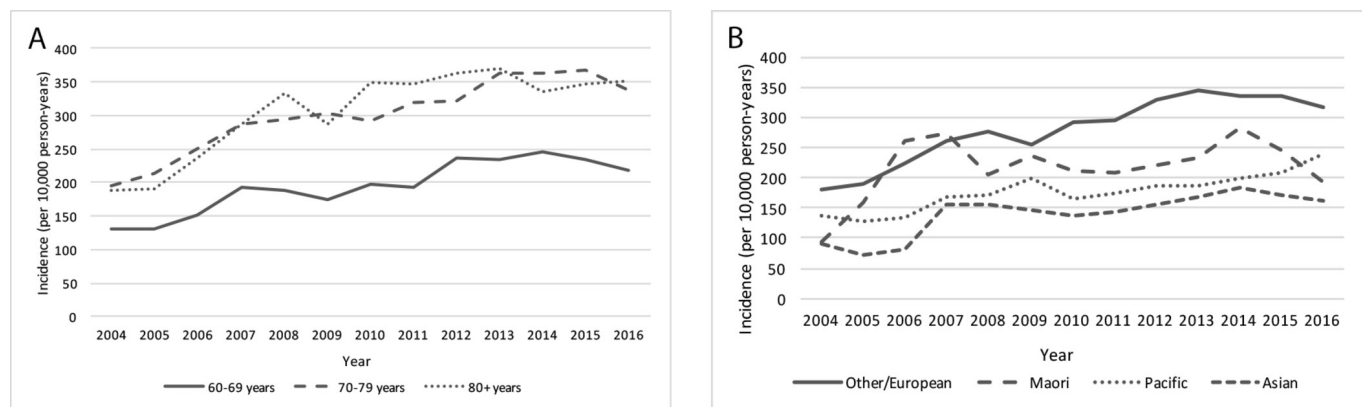 A
Incidence (per 10,000 person-years)
400
350
300
250
200
150
100
50
0
2004 2005 2006 2007 2008 2009 2010 2011 2012 2013 2014 2015 2016
Year
60-69 years 70-79 years 80+ years
B
Incidence (per 10,000 person-years)
400
350
300
250
200
150
100
50
0
2004 2005 2006 2007 2008 2009 2010 2011 2012 2013 2014 2015 2016
Year
Other/European Maori Pacific Asian